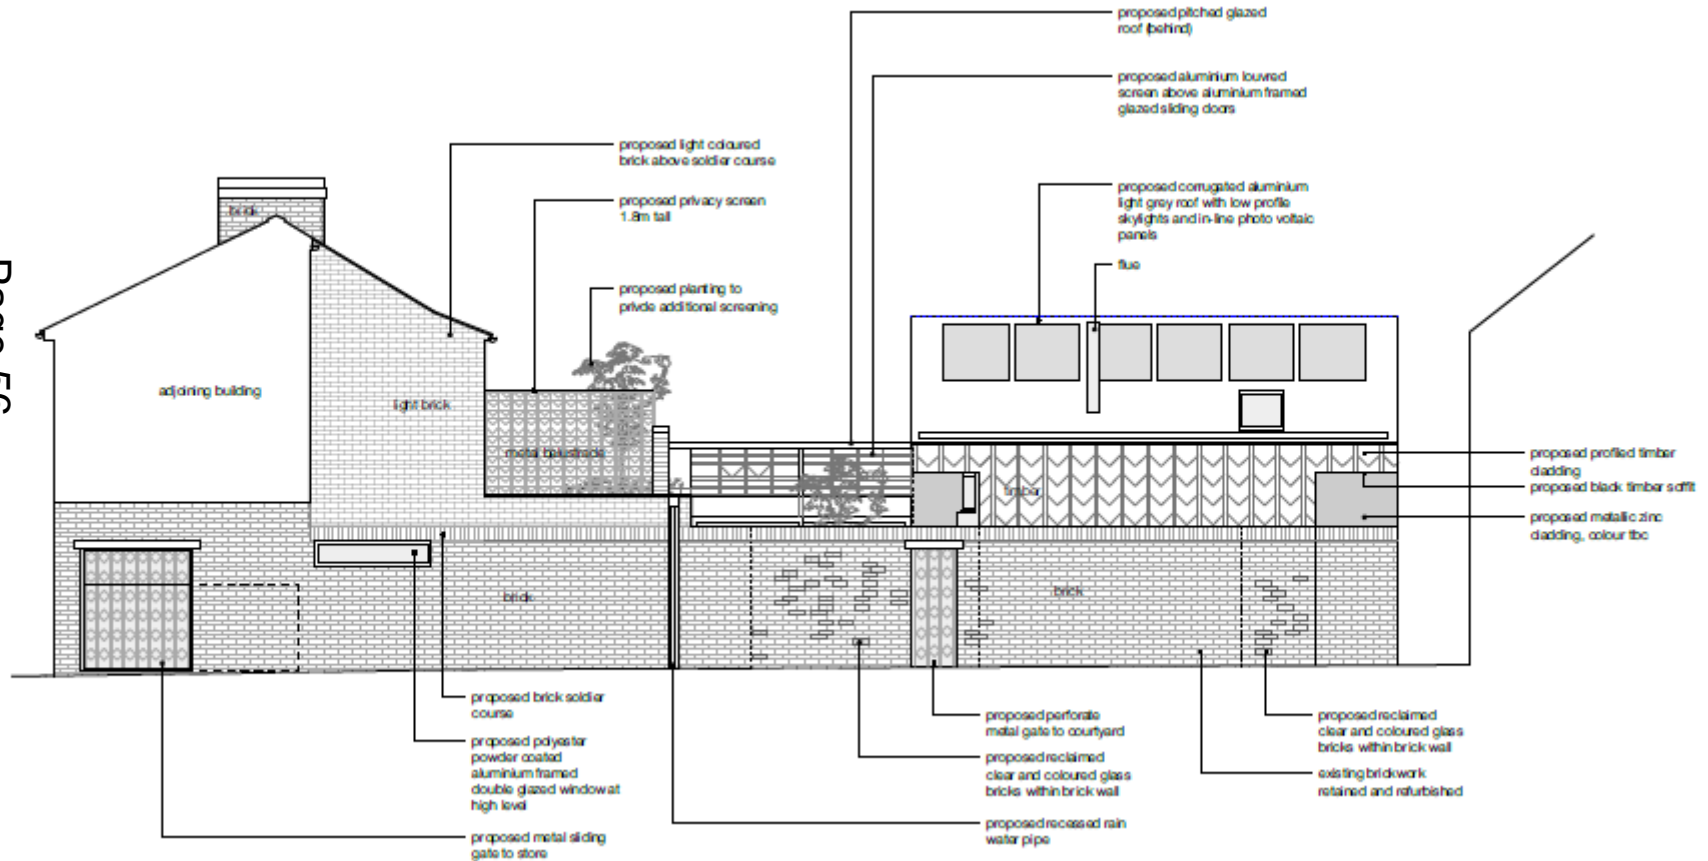 proposed pitched glazed
roof (behind)
proposed aluminium louvred
screen above aluminium framed
glazed sliding doors
proposed light coloured
brick above soldier course
proposed privacy screen
1.8m tall
proposed corrugated aluminium
light grey roof with low profile
skylights and in-line photo voltaic
panels
flue
proposed planting to
privde additional screening
brick
adjoining building
light brick
metal balustrade
timber
proposed profiled timber
cladding
proposed black timber soffit
proposed metallic zinc
cladding, colour tbc
brick
brick
proposed brick soldier
course
proposed polyester
powder coated
aluminium framed
double glazed window at
high level
proposed metal sliding
gate to store
proposed perforate
metal gate to courtyard
proposed reclaimed
clear and coloured glass
bricks within brick wall
proposed recessed rain
water pipe
proposed reclaimed
clear and coloured glass
bricks within brick wall
existing brickwork
retained and refurbished
Page 56